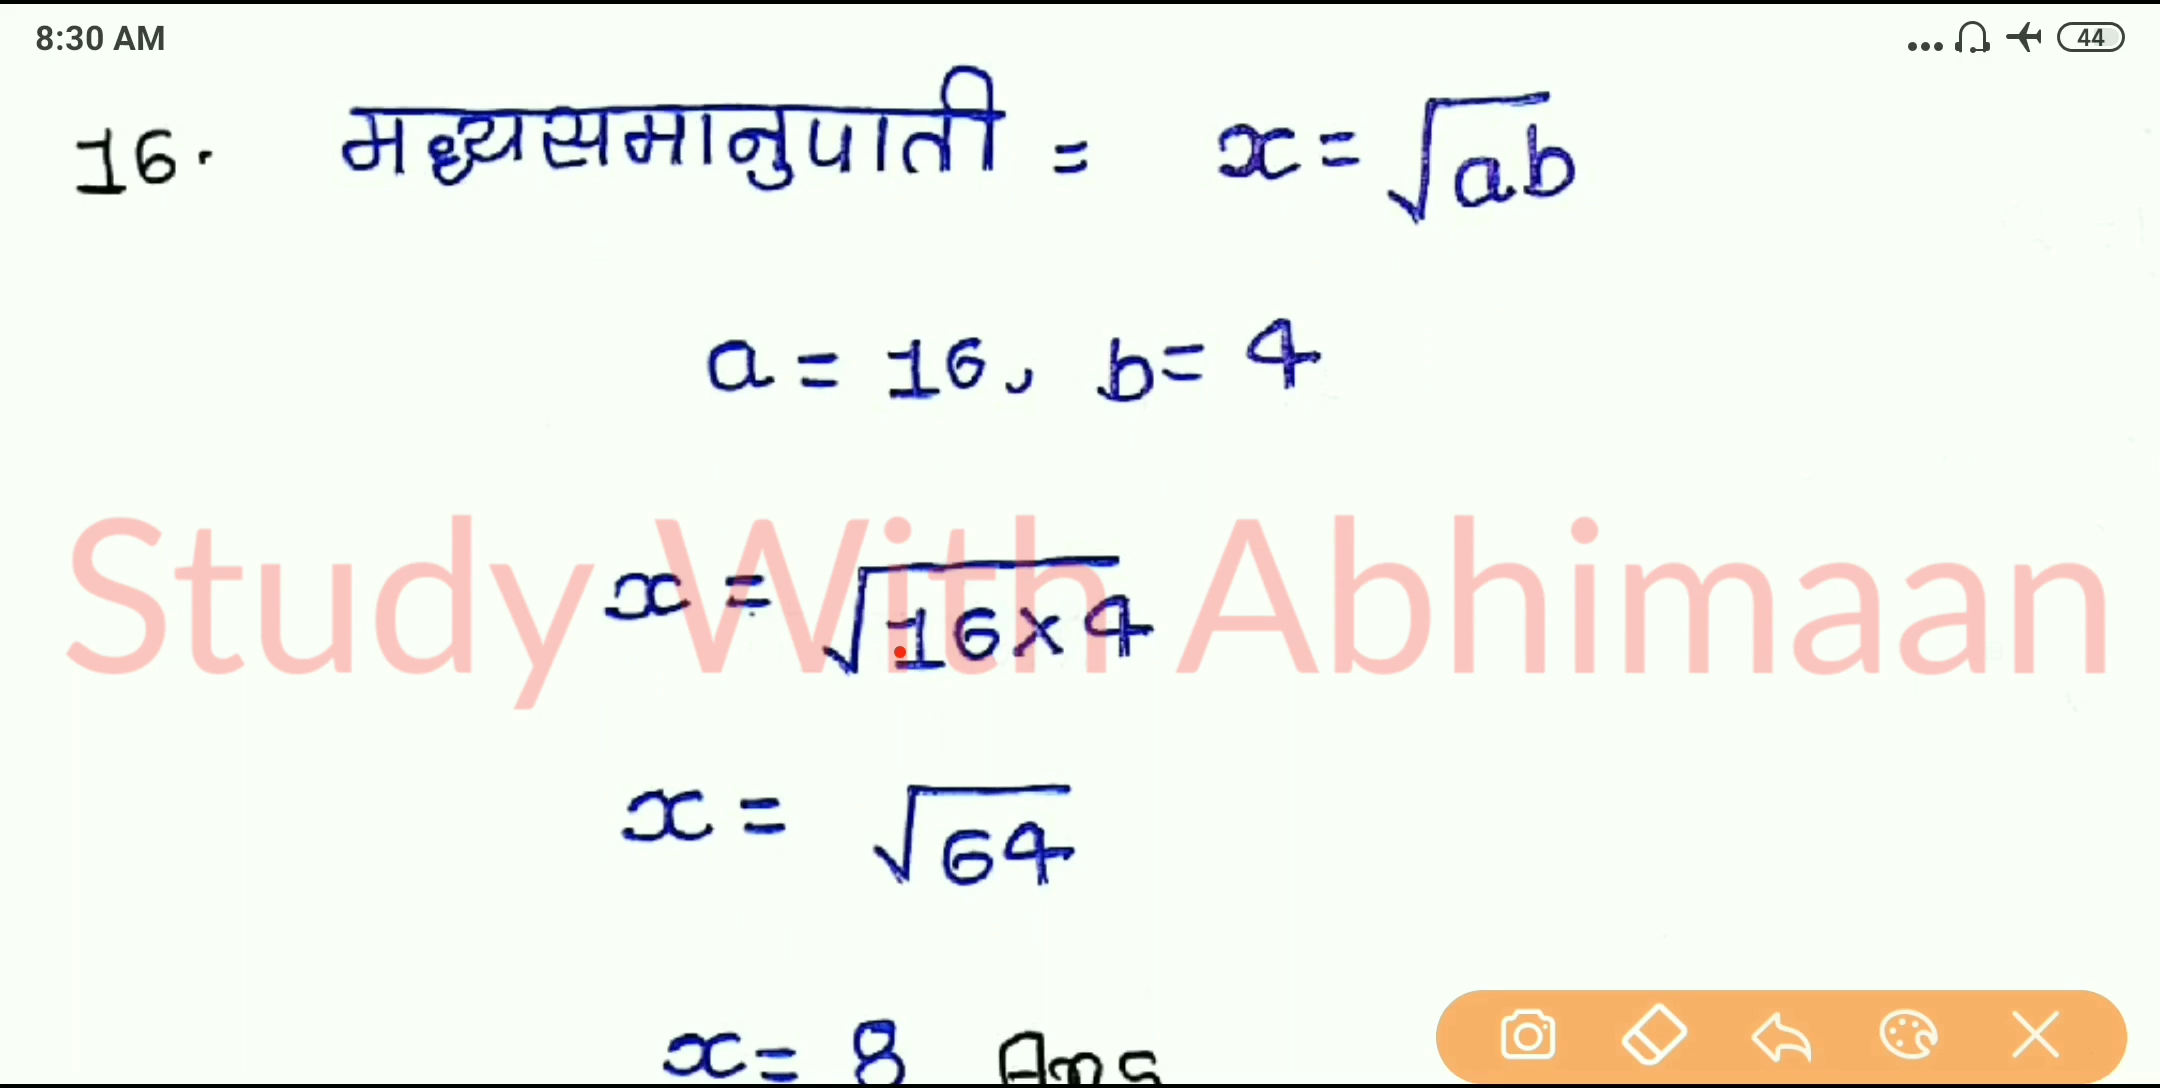 8:30 AM 44
16. मध्यसमानुपाती = x = √ab
a = 16, b = 4
Study With Abhimaan
x = √16×4
x = √64
x = 8 Ans